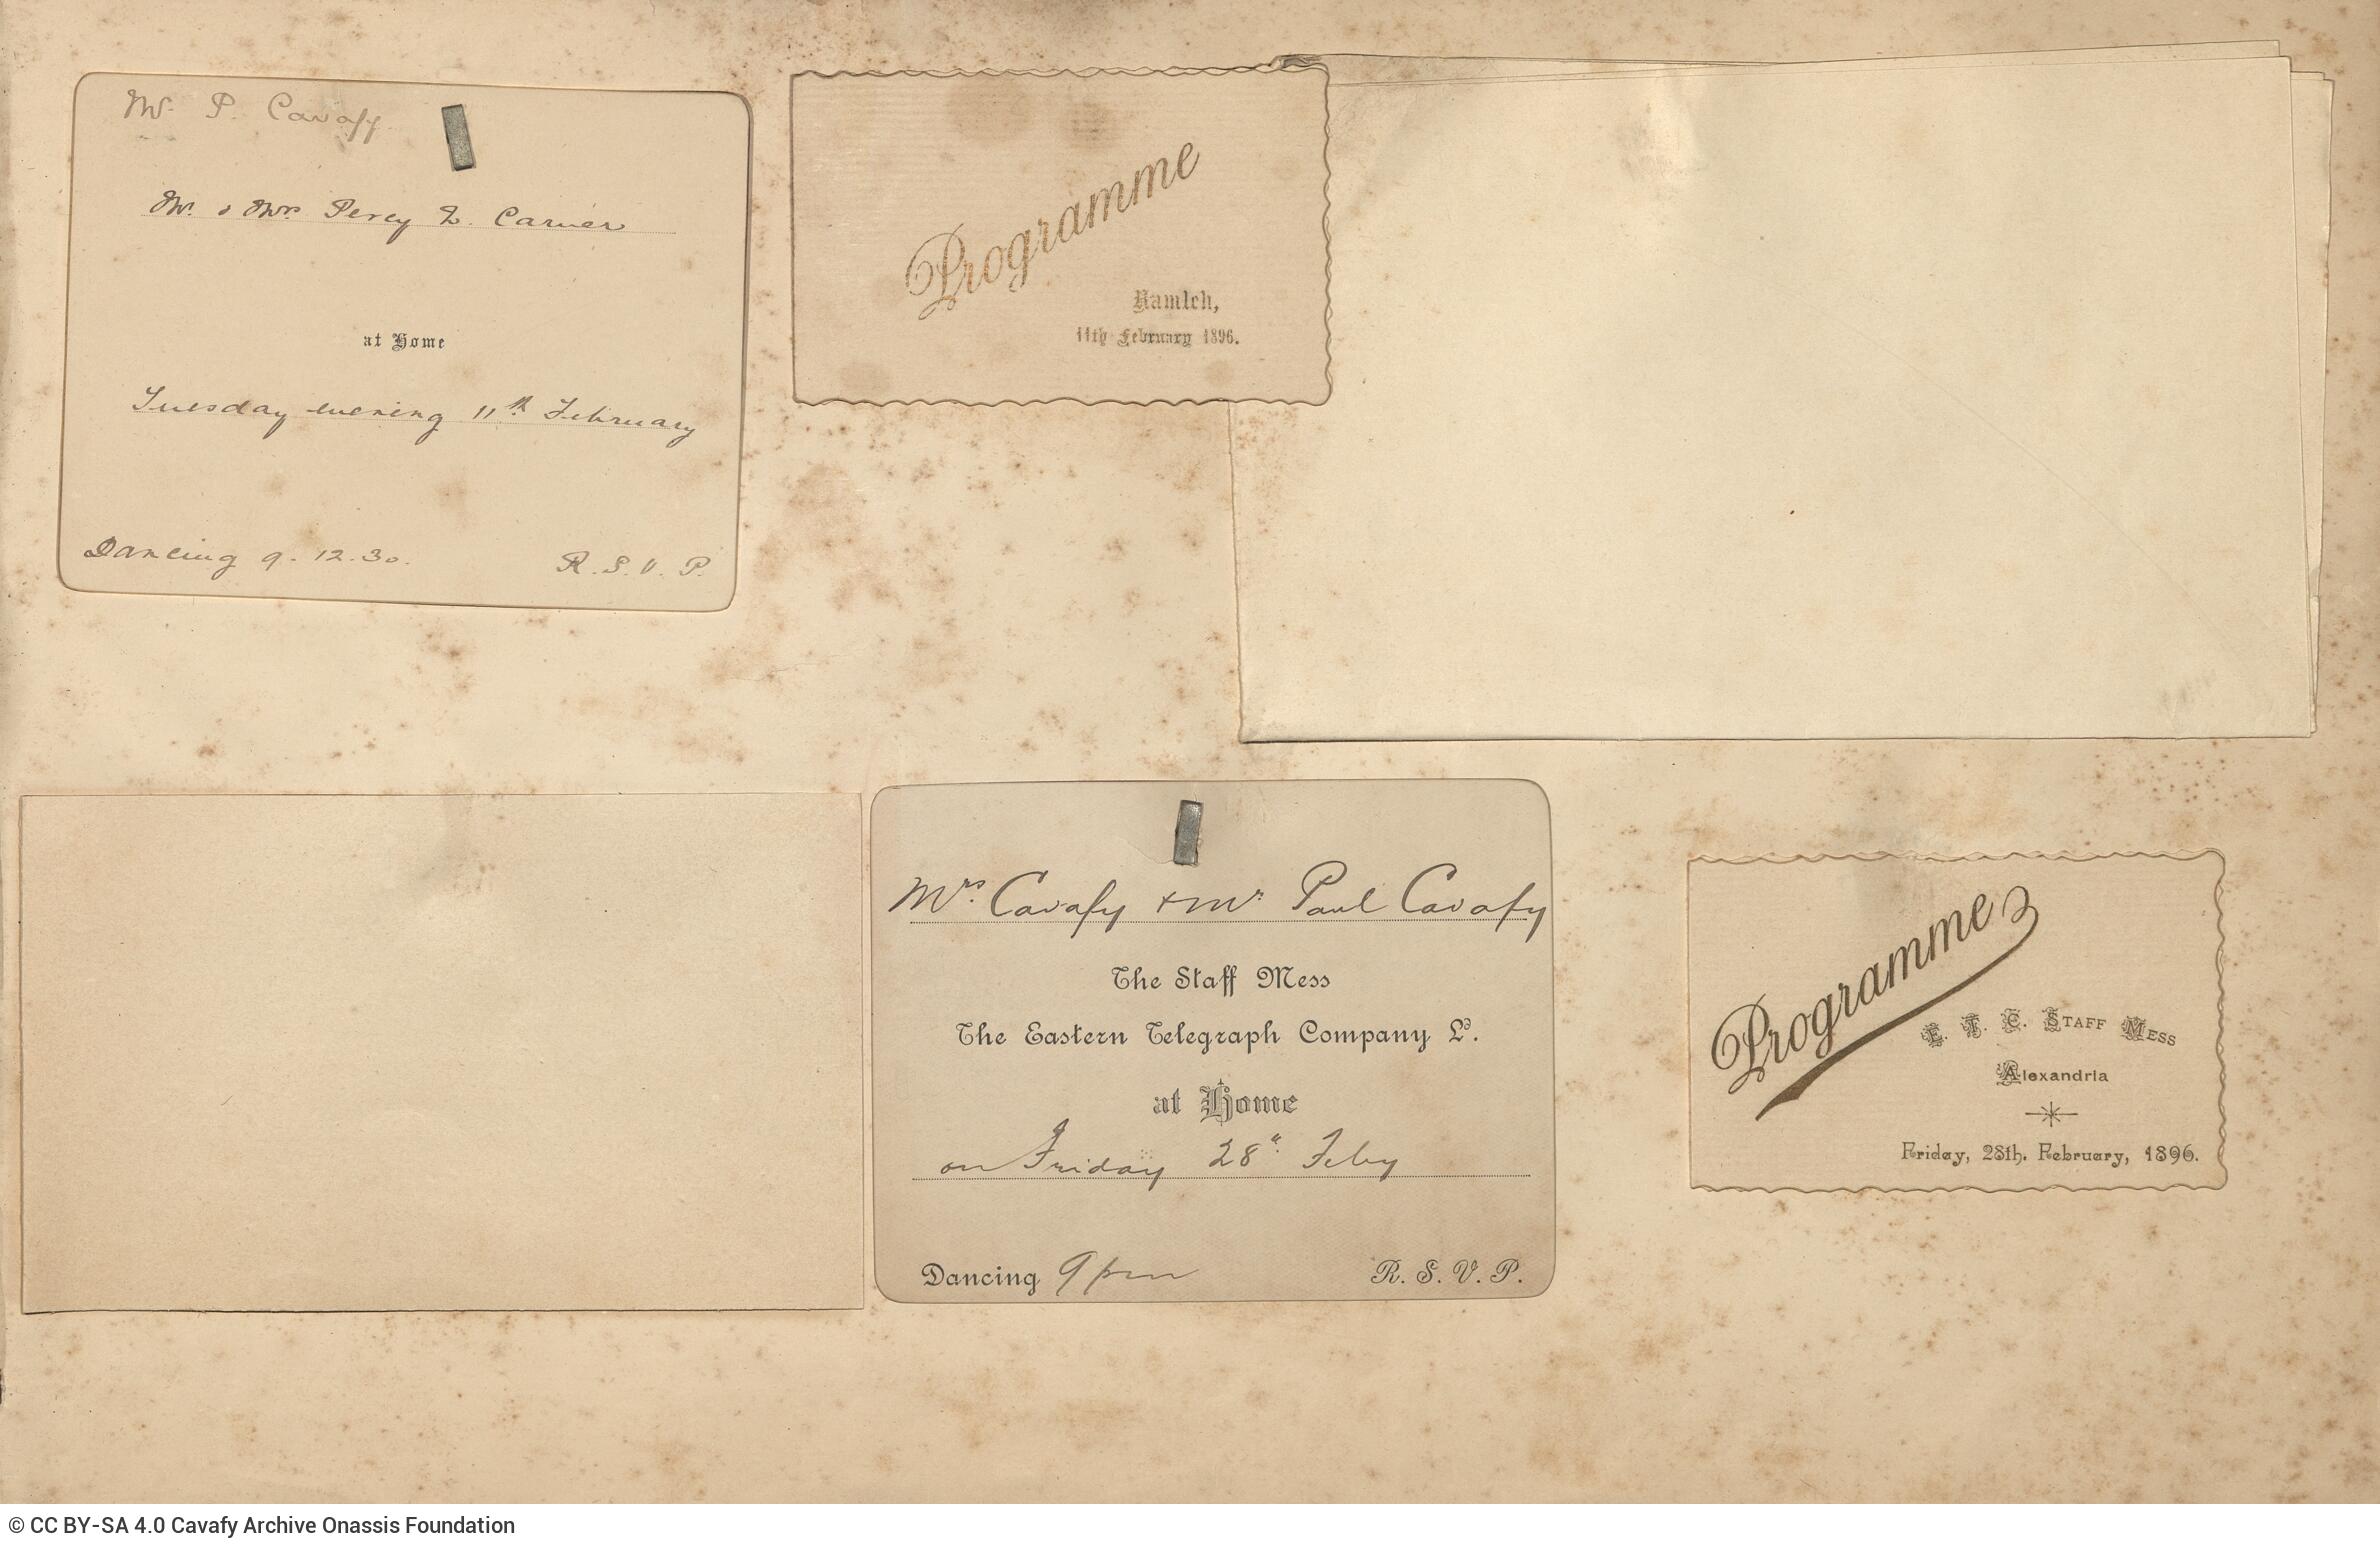 Mr. P. Cavafy
Mr. & Mrs Percy W. Carver
at Home
Tuesday evening 11th February
Dancing 9 - 12.30.
R. S. V. P.
Programme
Ramleh,
11th February 1896.
Mrs. Cavafy + Mr Paul Cavafy
The Staff Mess
The Eastern Telegraph Company Ld.
at Home
on Friday 28" Feby
Dancing 9 pm
R. S. V. P.
Programme
E. T. C. Staff Mess
Alexandria
Friday, 28th. February, 1896.
© CC BY-SA 4.0 Cavafy Archive Onassis Foundation